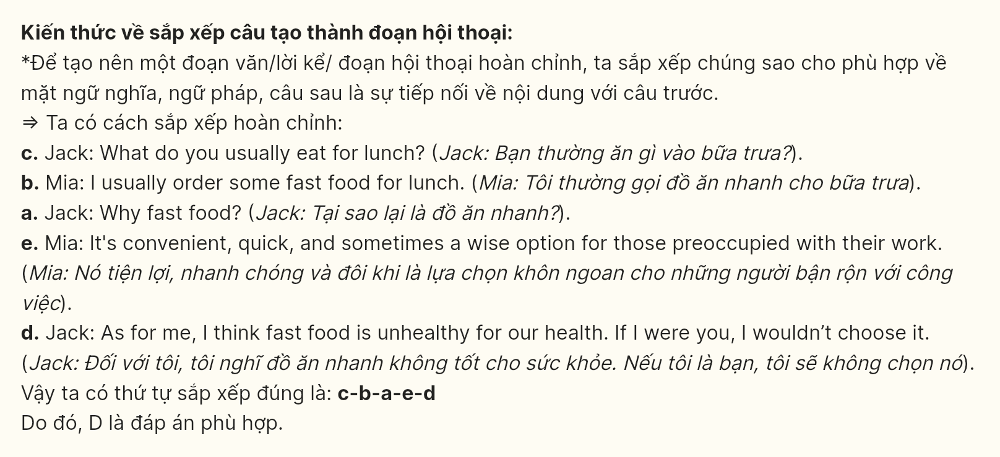 Kiến thức về sắp xếp câu tạo thành đoạn hội thoại:
*Để tạo nên một đoạn văn/lời kể/ đoạn hội thoại hoàn chỉnh, ta sắp xếp chúng sao cho phù hợp về
mặt ngữ nghĩa, ngữ pháp, câu sau là sự tiếp nối về nội dung với câu trước.
⇒ Ta có cách sắp xếp hoàn chỉnh:
c. Jack: What do you usually eat for lunch? (Jack: Bạn thường ăn gì vào bữa trưa?).
b. Mia: I usually order some fast food for lunch. (Mia: Tôi thường gọi đồ ăn nhanh cho bữa trưa).
a. Jack: Why fast food? (Jack: Tại sao lại là đồ ăn nhanh?).
e. Mia: It's convenient, quick, and sometimes a wise option for those preoccupied with their work.
(Mia: Nó tiện lợi, nhanh chóng và đôi khi là lựa chọn khôn ngoan cho những người bận rộn với công
việc).
d. Jack: As for me, I think fast food is unhealthy for our health. If I were you, I wouldn’t choose it.
(Jack: Đối với tôi, tôi nghĩ đồ ăn nhanh không tốt cho sức khỏe. Nếu tôi là bạn, tôi sẽ không chọn nó).
Vậy ta có thứ tự sắp xếp đúng là: c-b-a-e-d
Do đó, D là đáp án phù hợp.